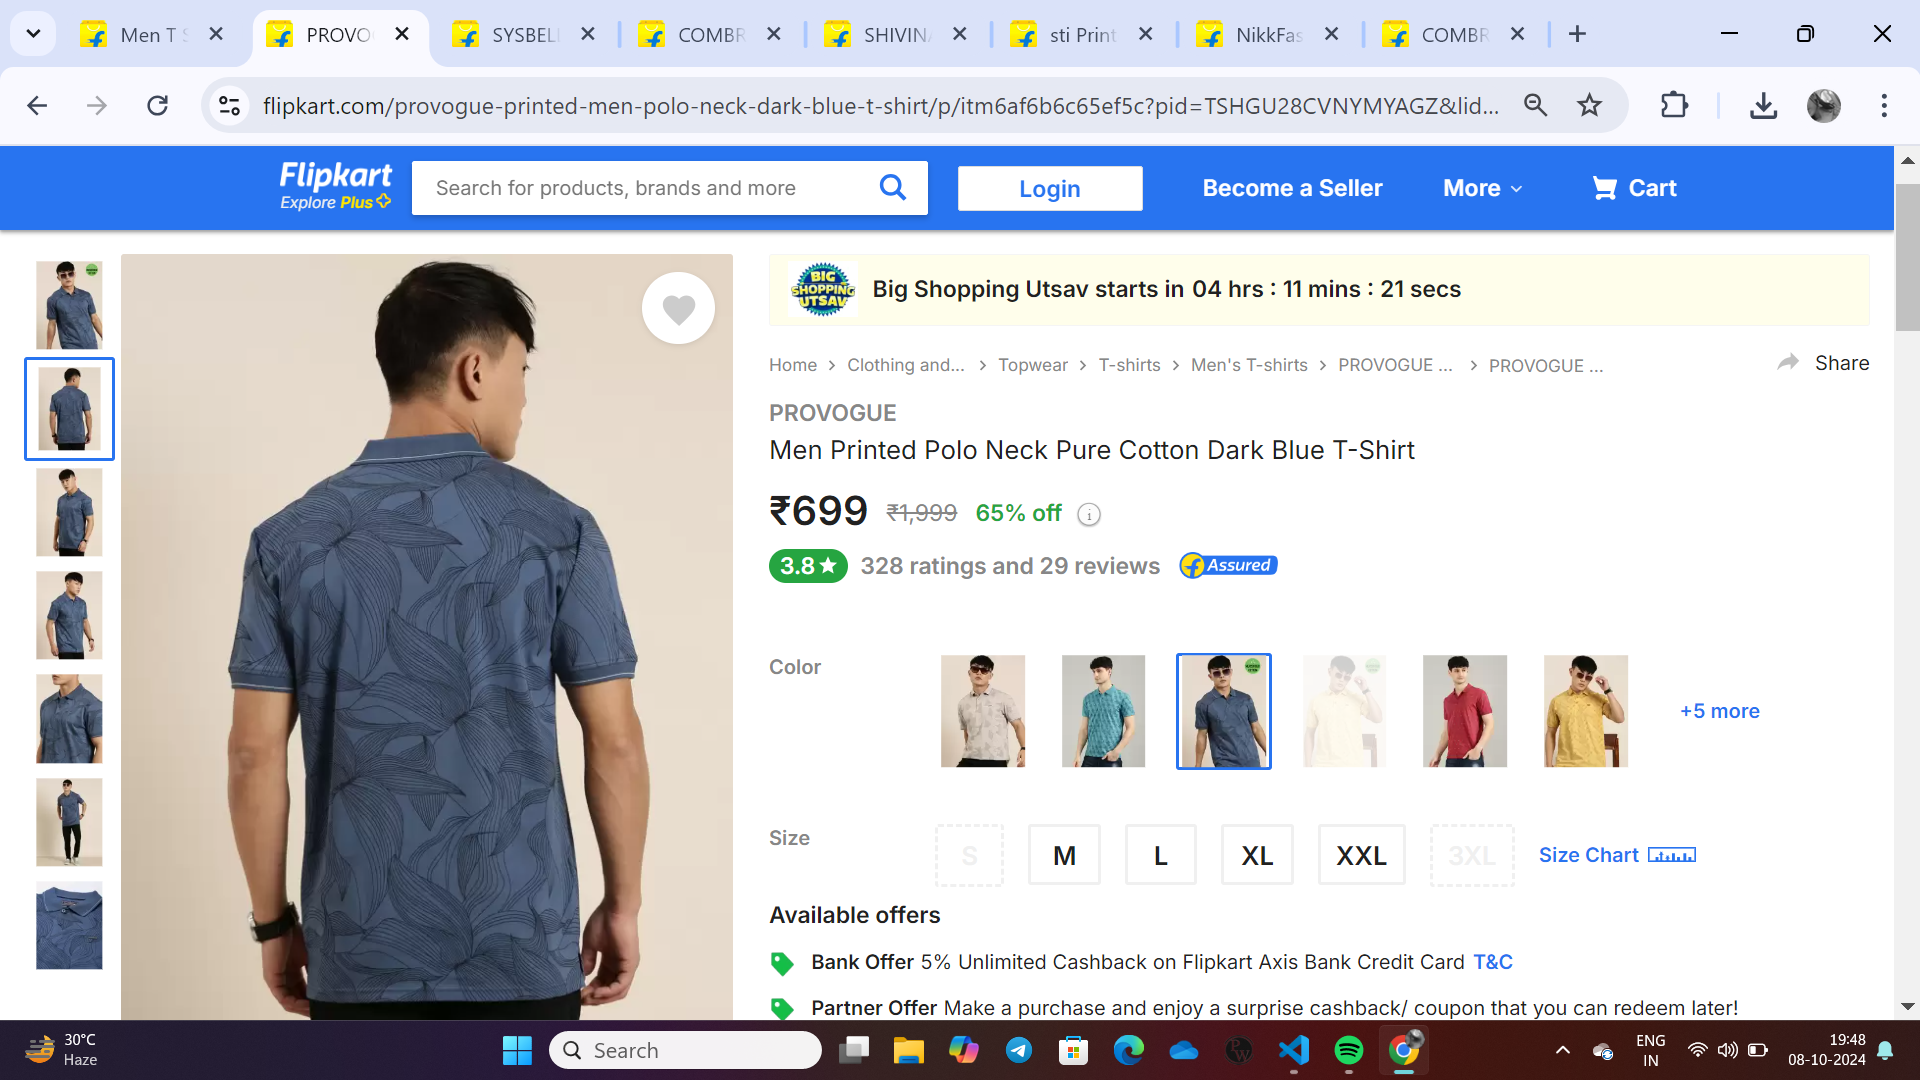 Men T S
PROVO
SYSBEL
COMBR
SHIVIN
sti Print
NikkFas
COMBR
flipkart.com/provogue-printed-men-polo-neck-dark-blue-t-shirt/p/itm6af6b6c65ef5c?pid=TSHGU28CVNYMYAGZ&lid...
Flipkart
Explore Plus
Search for products, brands and more
Login
Become a Seller
More
Cart
BIG SHOPPING UTSAV
Big Shopping Utsav starts in 04 hrs : 11 mins : 21 secs
Home > Clothing and... > Topwear > T-shirts > Men's T-shirts > PROVOGUE ... > PROVOGUE ...
Share
PROVOGUE
Men Printed Polo Neck Pure Cotton Dark Blue T-Shirt
₹699 ₹1,999 65% off i
3.8★ 328 ratings and 29 reviews Assured
Color
+5 more
Size
S
M
L
XL
XXL
3XL
Size Chart
Available offers
Bank Offer 5% Unlimited Cashback on Flipkart Axis Bank Credit Card T&C
Partner Offer Make a purchase and enjoy a surprise cashback/ coupon that you can redeem later!
30°C
Haze
Search
ENG
IN
19:48
08-10-2024